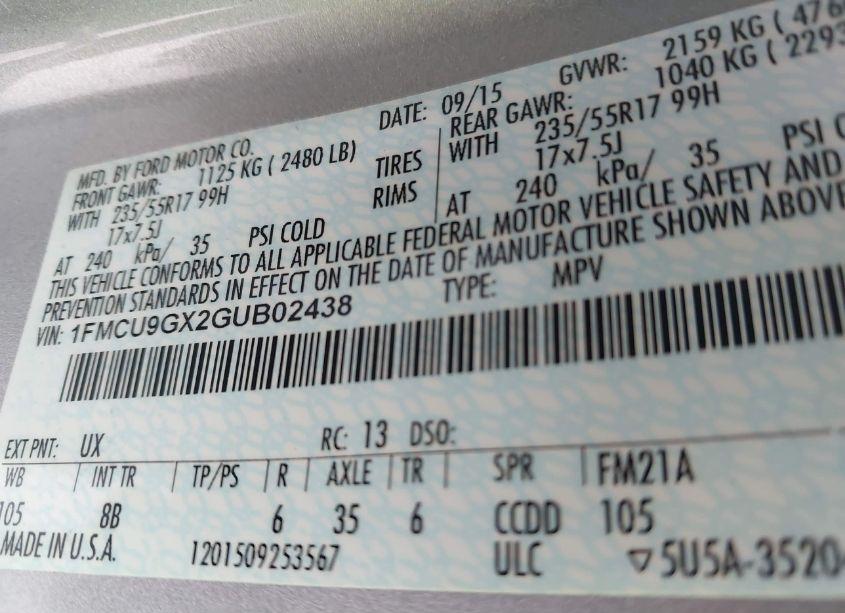 MFD. BY FORD MOTOR CO.
DATE: 09/15
GVWR: 2159 KG ( 476
FRONT GAWR: 1125 KG ( 2480 LB)
REAR GAWR: 1040 KG ( 2293
WITH 235/55R17 99H
TIRES
WITH 235/55R17 99H
17x7.5J
RIMS
17x7.5J
AT 240 kPa/ 35 PSI COLD
AT 240 kPa/ 35 PSI C
THIS VEHICLE CONFORMS TO ALL APPLICABLE FEDERAL MOTOR VEHICLE SAFETY AND
PREVENTION STANDARDS IN EFFECT ON THE DATE OF MANUFACTURE SHOWN ABOVE
VIN: 1FMCU9GX2GUB02438
TYPE: MPV
EXT PNT: UX RC: 13 DSO:
WB | INT TR | TP/PS | R | AXLE | TR | SPR | FM21A
105 8B 6 35 6 CCDD 105
MADE IN U.S.A. 1201509253567 ULC ▽5U5A-3520